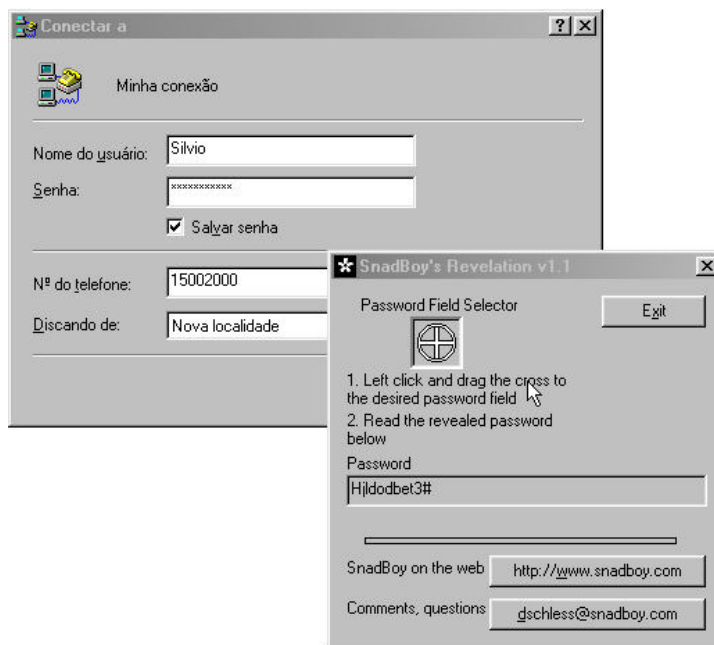 Conectar a
Minha conexão
Nome do usuário:
Silvio
Senha:
***********
Salvar senha
Nº do telefone:
15002000
Discando de:
Nova localidade
SnadBoy's Revelation v1.1
Password Field Selector
Exit
1. Left click and drag the cross to
the desired password field
2. Read the revealed password
below
Password
Hjldodbet3#
SnadBoy on the web
http://www.snadboy.com
Comments, questions
dschless@snadboy.com